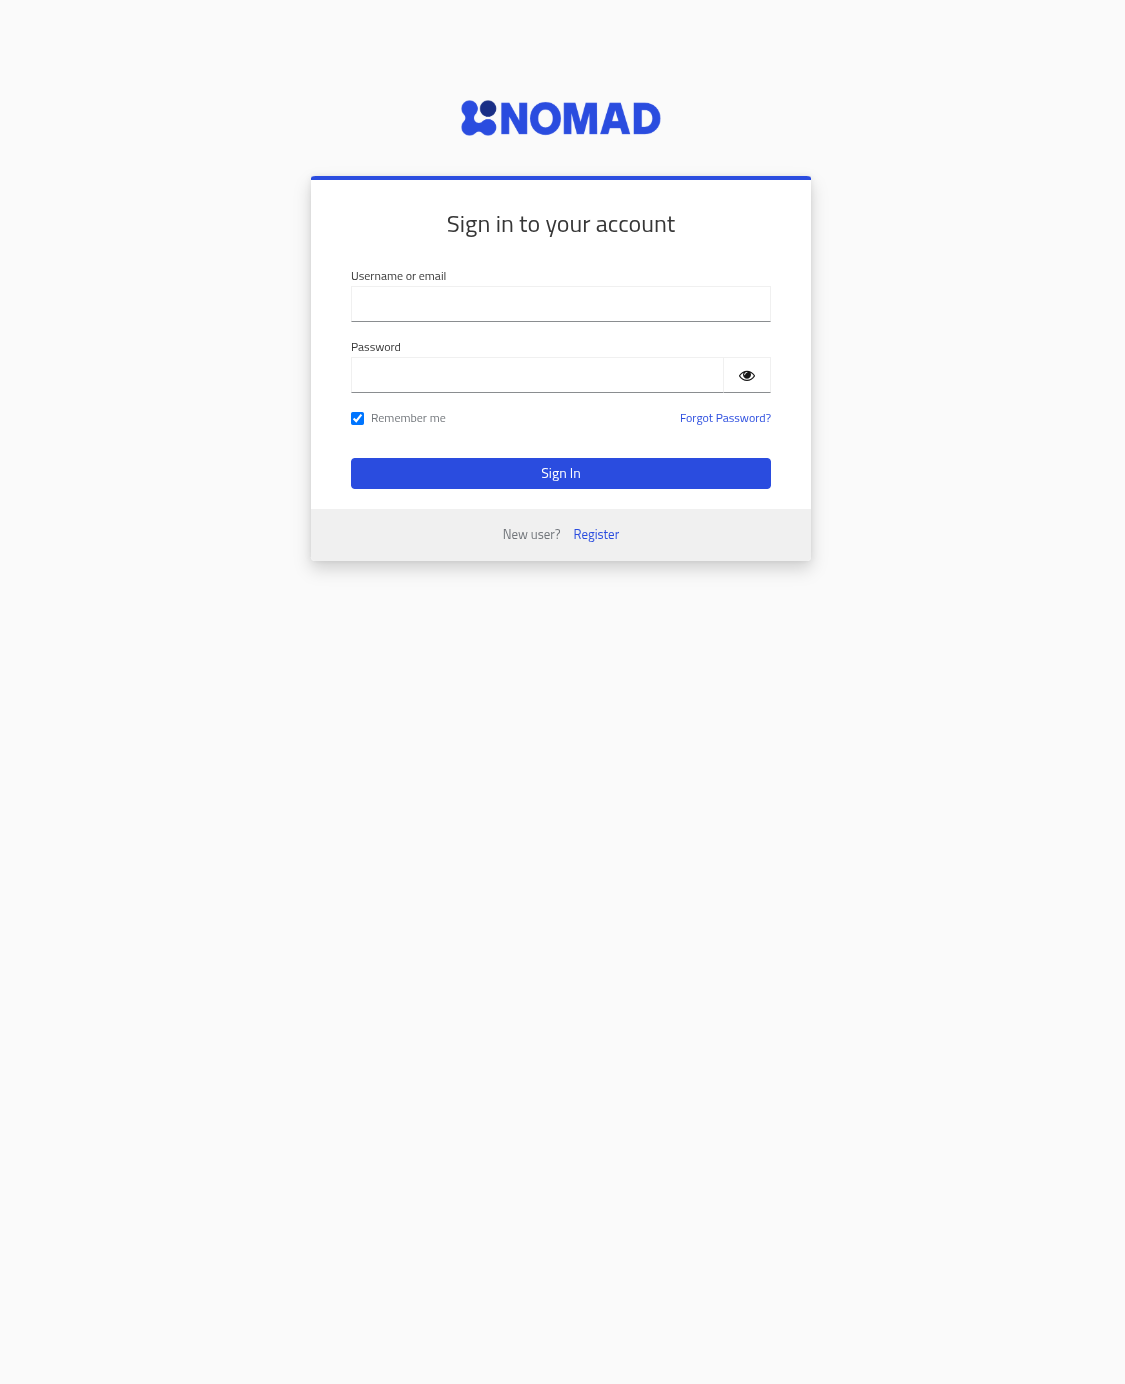 NOMAD
Sign in to your account
Username or email
Password
Remember me
Forgot Password?
Sign In
New user? Register